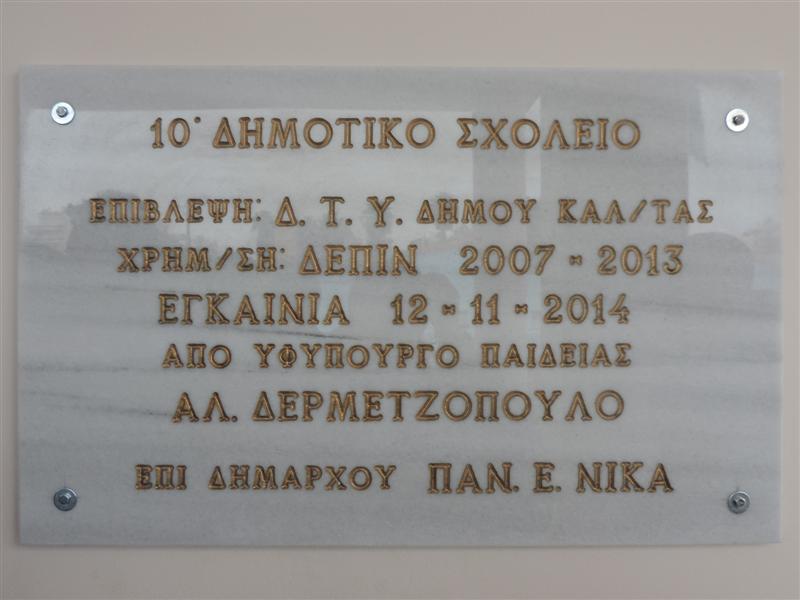 10° ΔΗΜΟΤΙΚΟ ΣΧΟΛΕΙΟ
ΕΠΙΒΛΕΨΗ: Δ. Τ. Υ. ΔΗΜΟΥ ΚΑΛ/ΤΑΣ
ΧΡΗΜ/ΣΗ: ΔΕΠΙΝ 2007 - 2013
ΕΓΚΑΙΝΙΑ 12 - 11 - 2014
ΑΠΟ ΥΦΥΠΟΥΡΓΟ ΠΑΙΔΕΙΑΣ
ΑΛ. ΔΕΡΜΕΤΖΟΠΟΥΛΟ
ΕΠΙ ΔΗΜΑΡΧΟΥ ΠΑΝ. Ε. ΝΙΚΑ